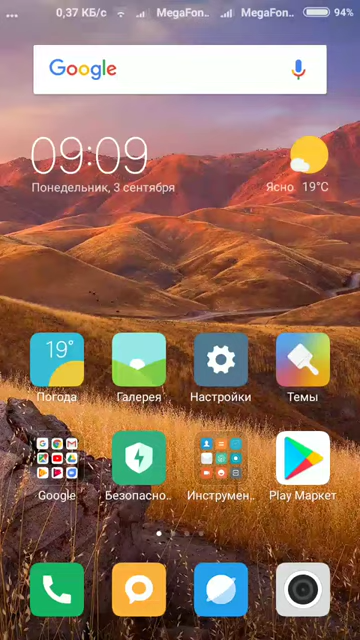 ... 0,37 КБ/с MegaFon.. MegaFon.. 94%
Google
09:09
Понедельник, 3 сентября
Ясно 19°C
19°
Погода Галерея Настройки Темы
Google Безопасно.. Инструмен.. Play Маркет